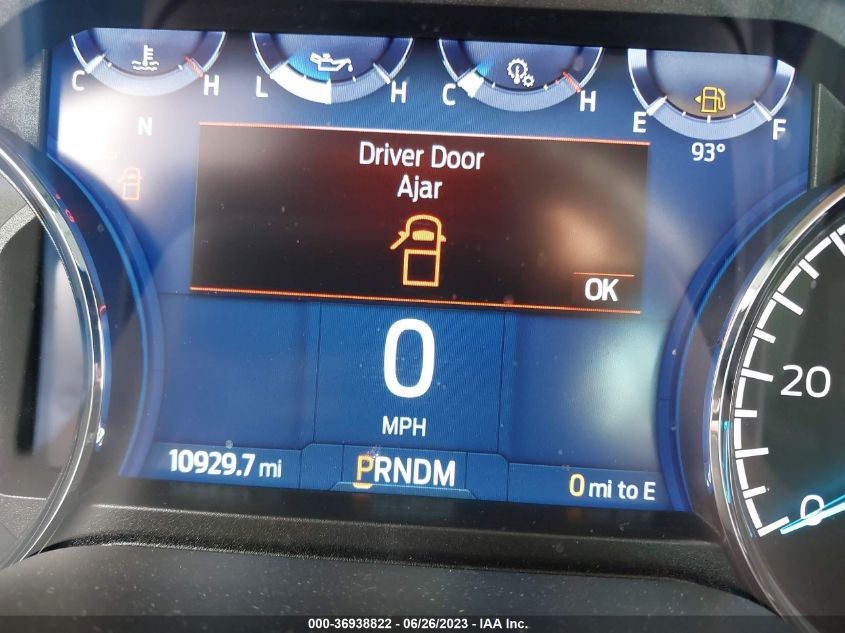 C H L H C H E F
N 93°
Driver Door
Ajar
OK
0
MPH
10929.7 mi PRNDM 0 mi to E
20
0
000-36938822 - 06/26/2023 - IAA Inc.